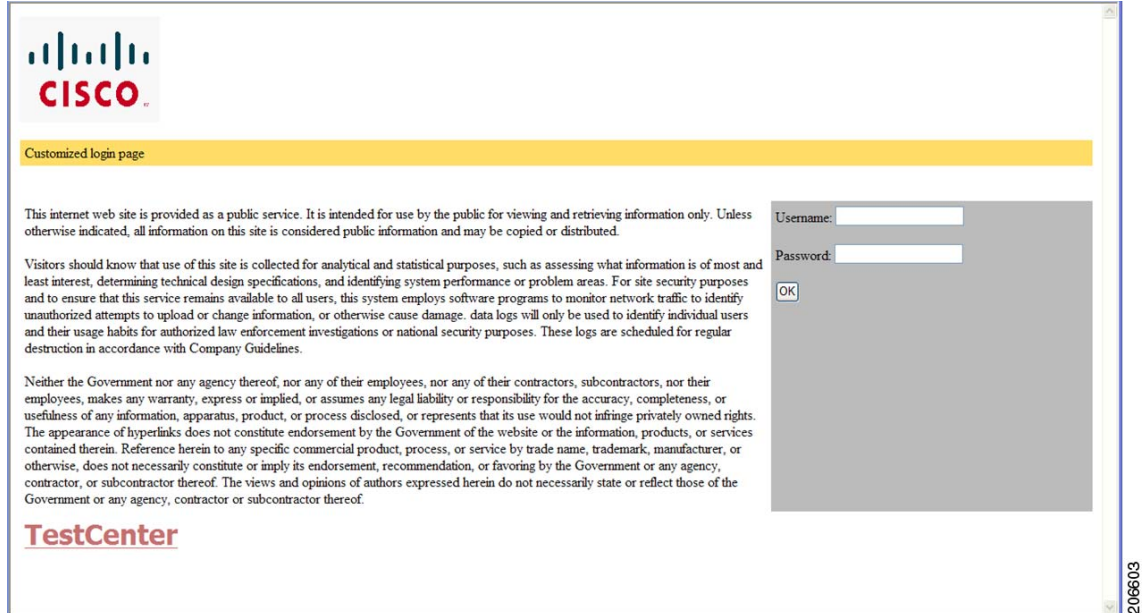 CISCO
Customized login page
This internet web site is provided as a public service. It is intended for use by the public for viewing and retrieving information only. Unless
otherwise indicated, all information on this site is considered public information and may be copied or distributed.
Visitors should know that use of this site is collected for analytical and statistical purposes, such as assessing what information is of most and
least interest, determining technical design specifications, and identifying system performance or problem areas. For site security purposes
and to ensure that this service remains available to all users, this system employs software programs to monitor network traffic to identify
unauthorized attempts to upload or change information, or otherwise cause damage. data logs will only be used to identify individual users
and their usage habits for authorized law enforcement investigations or national security purposes. These logs are scheduled for regular
destruction in accordance with Company Guidelines.
Neither the Government nor any agency thereof, nor any of their employees, nor any of their contractors, subcontractors, nor their
employees, makes any warranty, express or implied, or assumes any legal liability or responsibility for the accuracy, completeness, or
usefulness of any information, apparatus, product, or process disclosed, or represents that its use would not infringe privately owned rights.
The appearance of hyperlinks does not constitute endorsement by the Government of the website or the information, products, or services
contained therein. Reference herein to any specific commercial product, process, or service by trade name, trademark, manufacturer, or
otherwise, does not necessarily constitute or imply its endorsement, recommendation, or favoring by the Government or any agency,
contractor, or subcontractor thereof. The views and opinions of authors expressed herein do not necessarily state or reflect those of the
Government or any agency, contractor or subcontractor thereof.
TestCenter
Username:
Password:
OK
206603